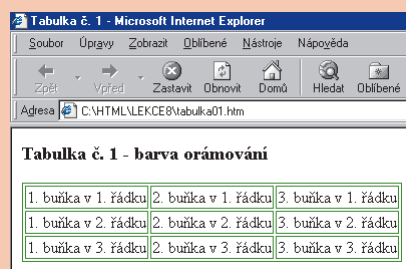 Tabulka č. 1 - Microsoft Internet Explorer
Soubor Úpravy Zobrazit Oblíbené Nástroje Nápověda
Zpět Vpřed Zastavit Obnovit Domů Hledat Oblíbené
Adresa C:\HTML\LEKCE8\tabulka01.htm
Tabulka č. 1 - barva orámování
1. buňka v 1. řádku 2. buňka v 1. řádku 3. buňka v 1. řádku
1. buňka v 2. řádku 2. buňka v 2. řádku 3. buňka v 2. řádku
1. buňka v 3. řádku 2. buňka v 3. řádku 3. buňka v 3. řádku